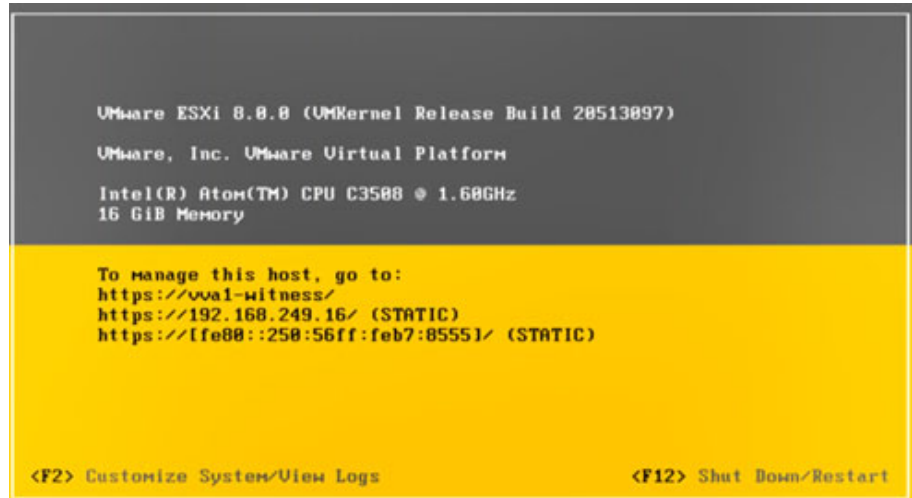 VMware ESXi 8.0.0 (VMKernel Release Build 20513097)
VMware, Inc. VMware Virtual Platform
Intel(R) Atom(TM) CPU C3508 @ 1.60GHz
16 GiB Memory
To manage this host, go to:
https://vva1-witness/
https://192.168.249.16/ (STATIC)
https://[fe80::250:56ff:feb7:8555]/ (STATIC)
<F2> Customize System/View Logs
<F12> Shut Down/Restart